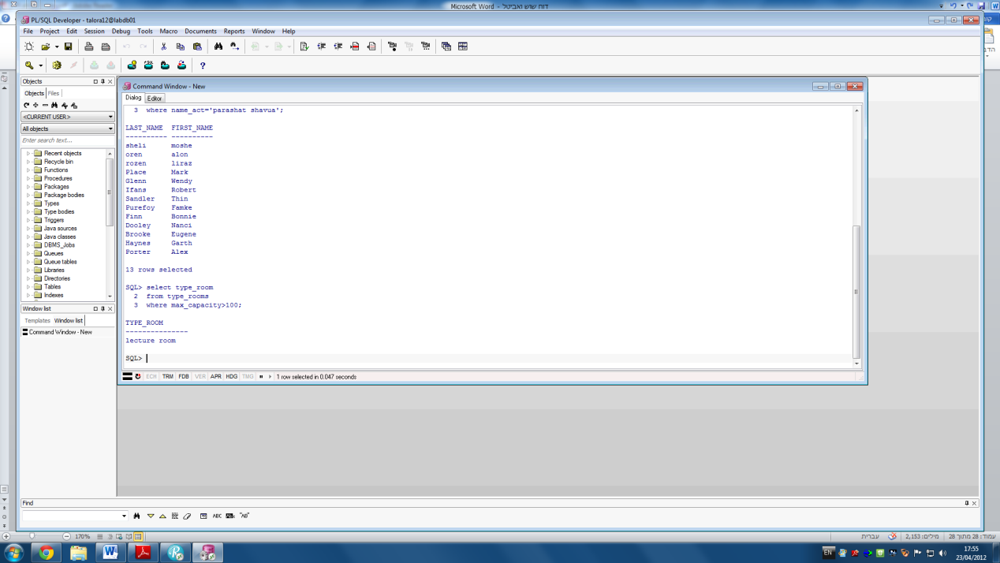 Microsoft Word - דוח שוש ואביטל
PL/SQL Developer - talora12@labdb01
File Project Edit Session Debug Tools Macro Documents Reports Window Help
Objects
Objects Files
<CURRENT USER>
All objects
Enter search text...
Recent objects
Recycle bin
Functions
Procedures
Packages
Package bodies
Types
Type bodies
Triggers
Java sources
Java classes
DBMS_Jobs
Queues
Queue tables
Libraries
Directories
Tables
Indexes
Window list
Templates Window list
Command Window - New
Command Window - New
Dialog Editor
3 where name_act='parashat shavua';
LAST_NAME FIRST_NAME
---------- ----------
sheli moshe
oren alon
rozen liraz
Place Mark
Glenn Wendy
Ifans Robert
Sandler Thin
Purefoy Famke
Finn Bonnie
Dooley Nanci
Brooke Eugene
Haynes Garth
Porter Alex
13 rows selected
SQL> select type_room
2 from type_rooms
3 where max_capacity>100;
TYPE_ROOM
---------------
lecture room
SQL>
ECH TRM FDB VER APR HDG TMG 1 row selected in 0.047 seconds
Find
ABC "AB"
170% עברית מילים: 2,153 עמוד: 28 מתוך 28
EN 17:55
23/04/2012